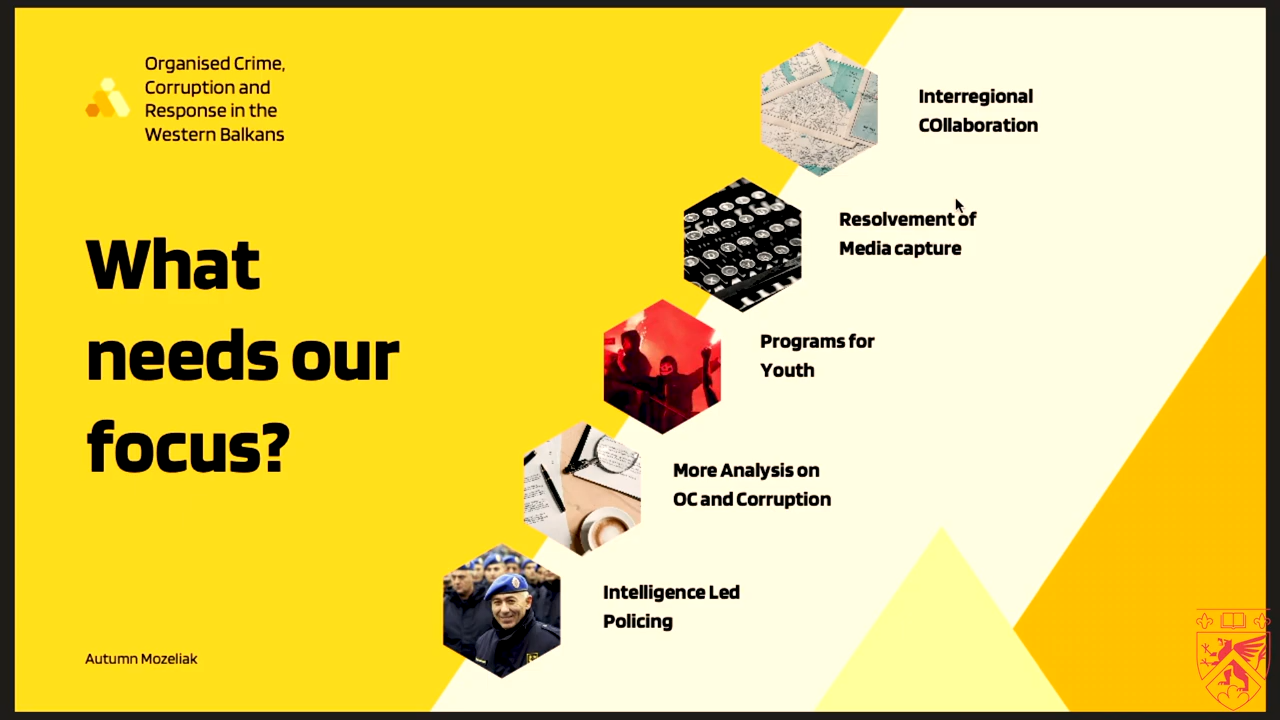 Organised Crime,
Corruption and
Response in the
Western Balkans
What
needs our
focus?
Interregional
COllaboration
Resolvement of
Media capture
Programs for
Youth
More Analysis on
OC and Corruption
Intelligence Led
Policing
Autumn Mozeliak